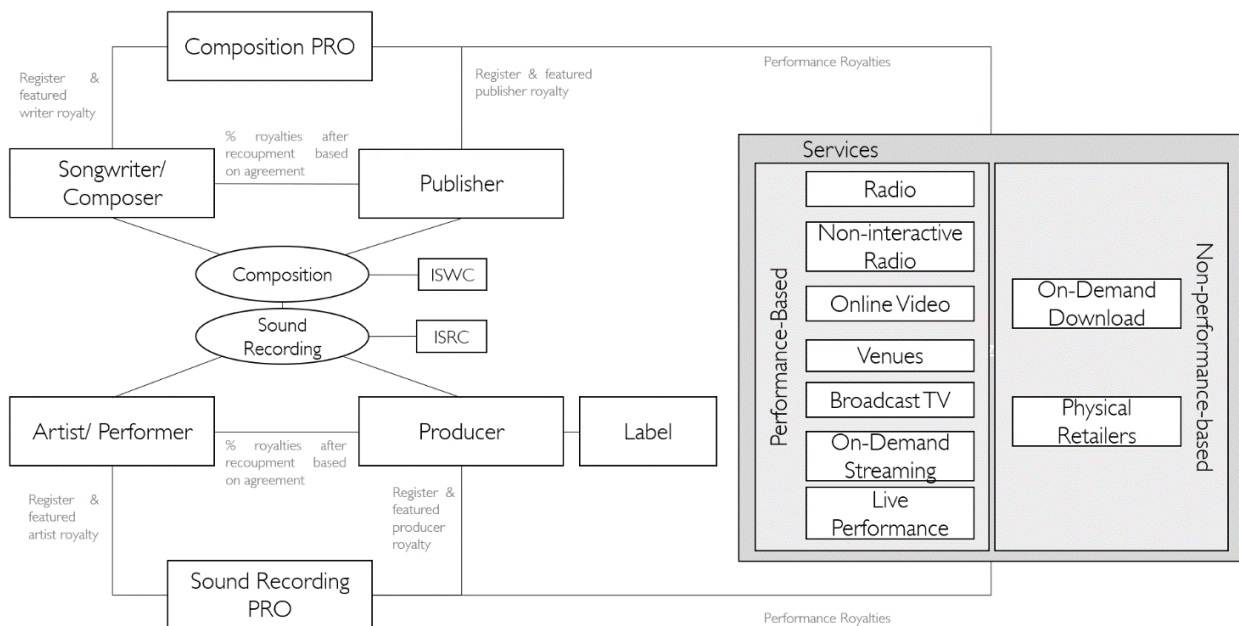 Composition PRO
Performance Royalties
Register &
featured
writer royalty
Register & featured
publisher royalty
% royalties after
recoupment based
on agreement
Songwriter/
Composer
Publisher
Composition
ISWC
Sound
Recording
ISRC
Artist/ Performer
Producer
Label
% royalties after
recoupment based
on agreement
Register &
featured
artist royalty
Register &
featured
producer
royalty
Sound Recording
PRO
Performance Royalties
Services
Performance-Based
Radio
Non-interactive
Radio
Online Video
Venues
Broadcast TV
On-Demand
Streaming
Live
Performance
On-Demand
Download
Physical
Retailers
Non-performance-based